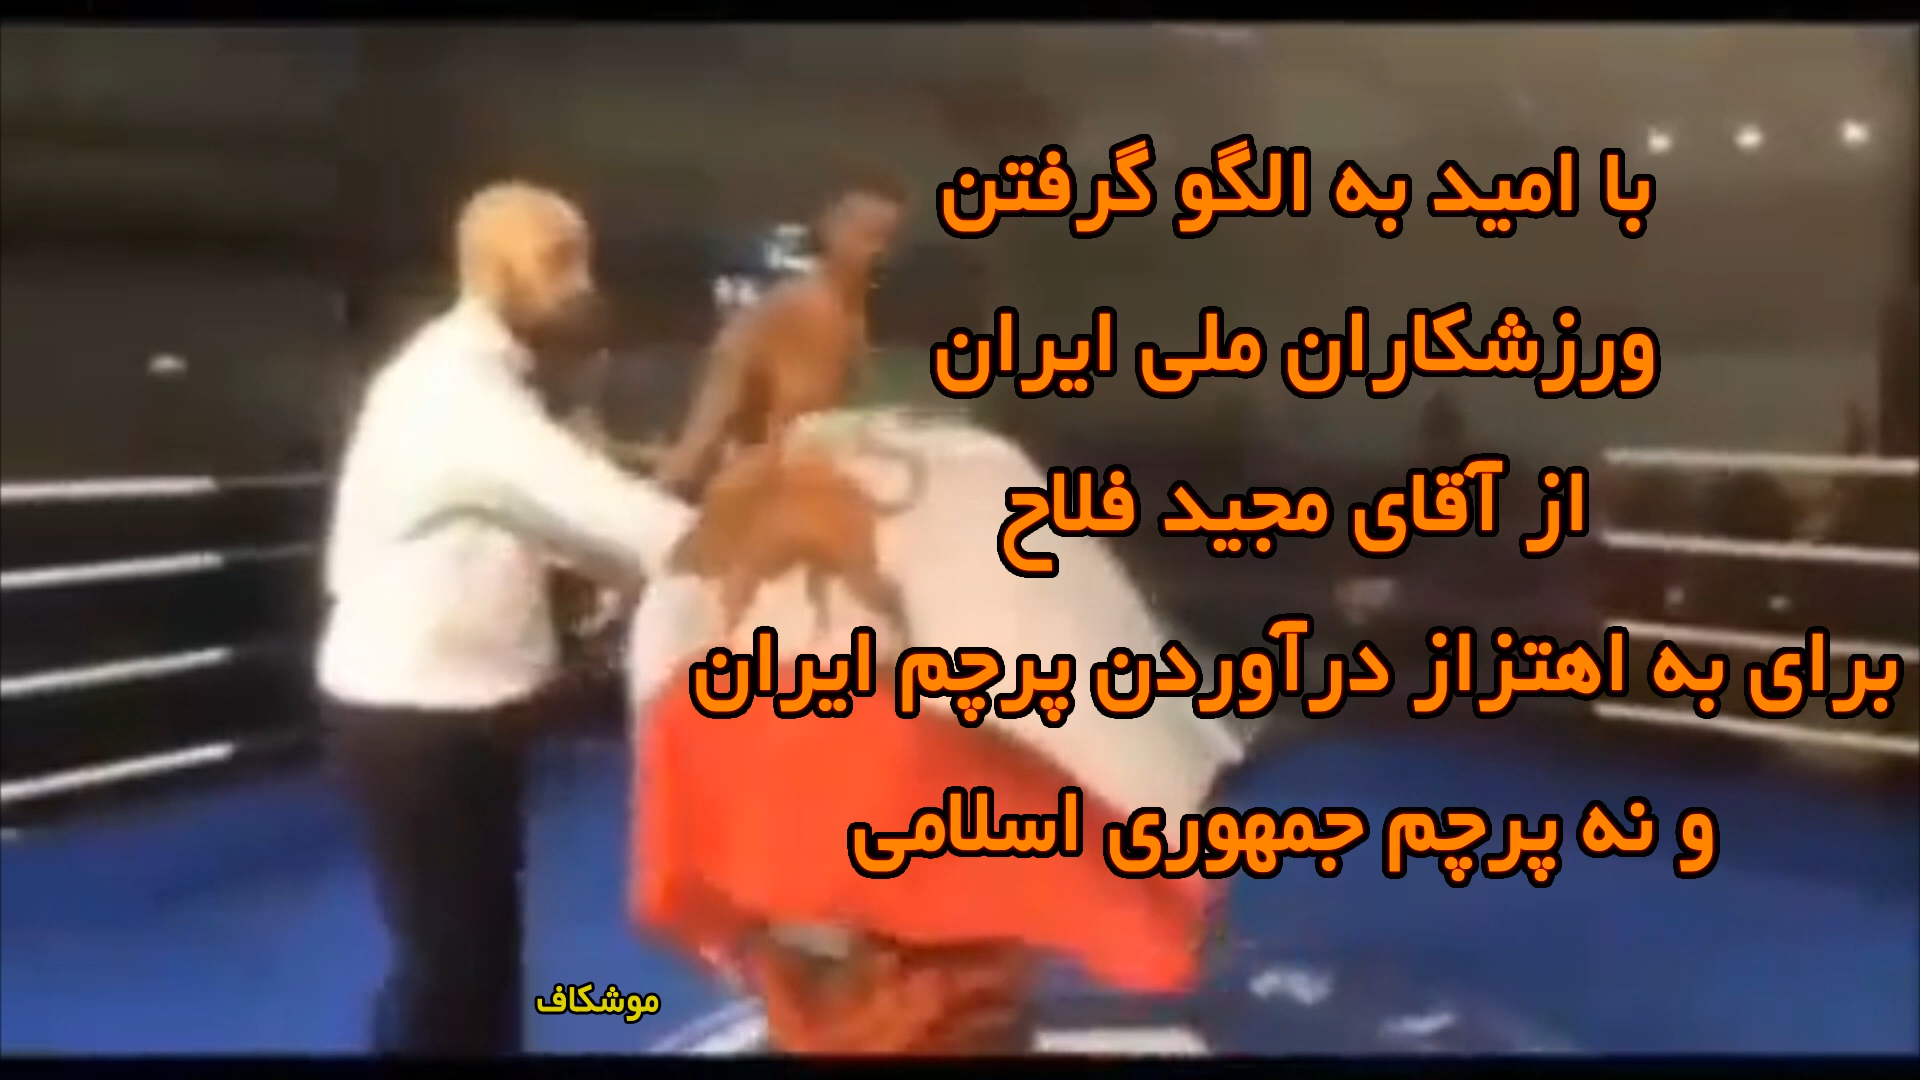 با امید به الگو گرفتن
ورزشکاران ملی ایران
از آقای مجید فلاح
برای به اهتزاز درآوردن پرچم ایران
و نه پرچم جمهوری اسلامی
موشکاف